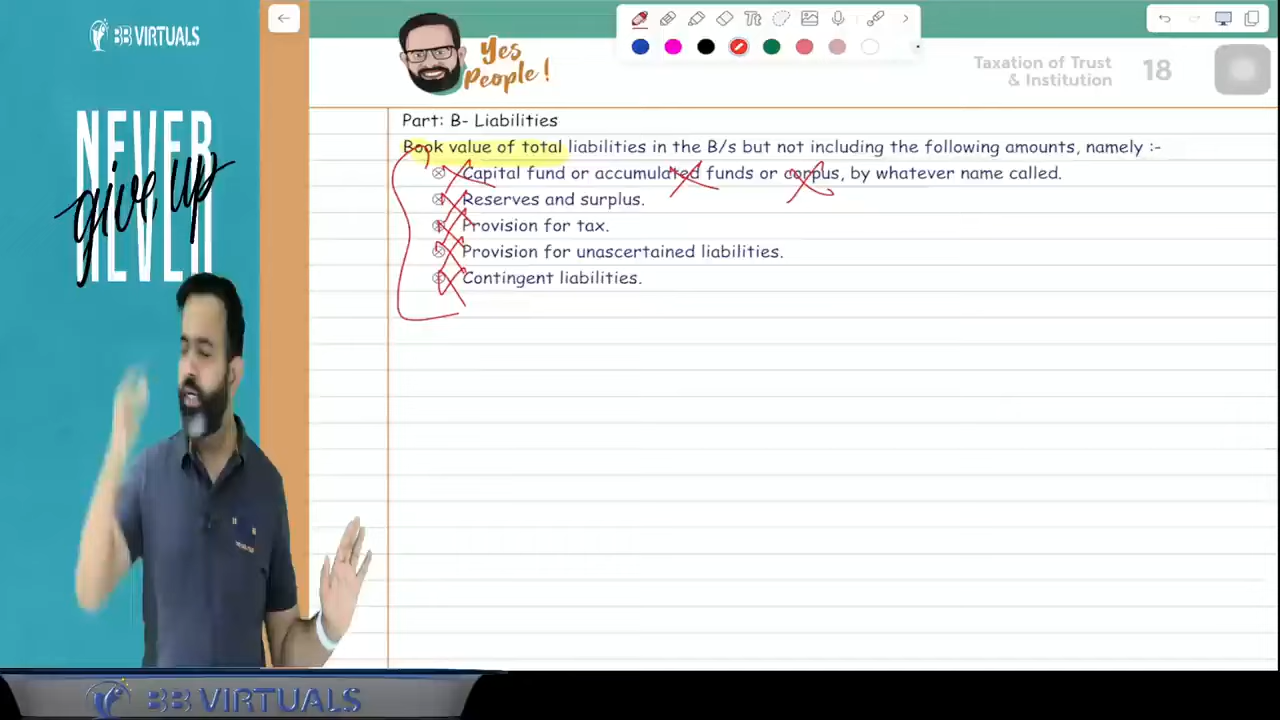 BB VIRTUALS
NEVER
give up
NEVER
Yes
People!
Tt
Taxation of Trust
& Institution
18
Part: B- Liabilities
Book value of total liabilities in the B/s but not including the following amounts, namely :-
Capital fund or accumulated funds or corpus, by whatever name called.
Reserves and surplus.
Provision for tax.
Provision for unascertained liabilities.
Contingent liabilities.
BB VIRTUALS